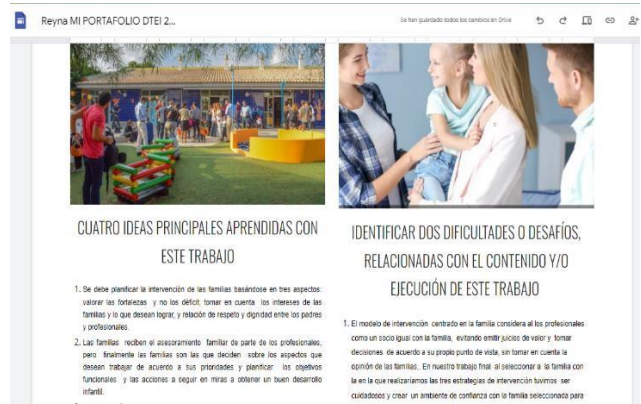 Reyna MI PORTAFOLIO DTEI 2...
Se han guardado todos los cambios en Drive
CUATRO IDEAS PRINCIPALES APRENDIDAS CON
ESTE TRABAJO
1. Se debe planificar la intervención de las familias basándose en tres aspectos:
valorar las fortalezas y no los déficit, tomar en cuenta los intereses de las
familias y lo que desean lograr, y relación de respeto y dignidad entre los padres
y profesionales.
2. Las familias reciben el asesoramiento familiar de parte de los profesionales,
pero finalmente las familias son las que deciden sobre los aspectos que
desean trabajar de acuerdo a sus prioridades y planificar los objetivos
funcionales y las acciones a seguir en miras a obtener un buen desarrollo
infantil.
IDENTIFICAR DOS DIFICULTADES O DESAFÍOS,
RELACIONADAS CON EL CONTENIDO Y/O
EJECUCIÓN DE ESTE TRABAJO
1. El modelo de intervención centrado en la familia considera al los profesionales
como un socio igual con la familia, evitando emitir juicios de valor y tomar
decisiones de acuerdo a su propio punto de vista, sin tomar en cuenta la
opinión de las familias. En nuestro trabajo final al seleccionar a la familia con
la en la que realizaríamos las tres estrategias de intervención tuvimos ser
cuidadosos y crear un ambiente de confianza con la familia seleccionada para